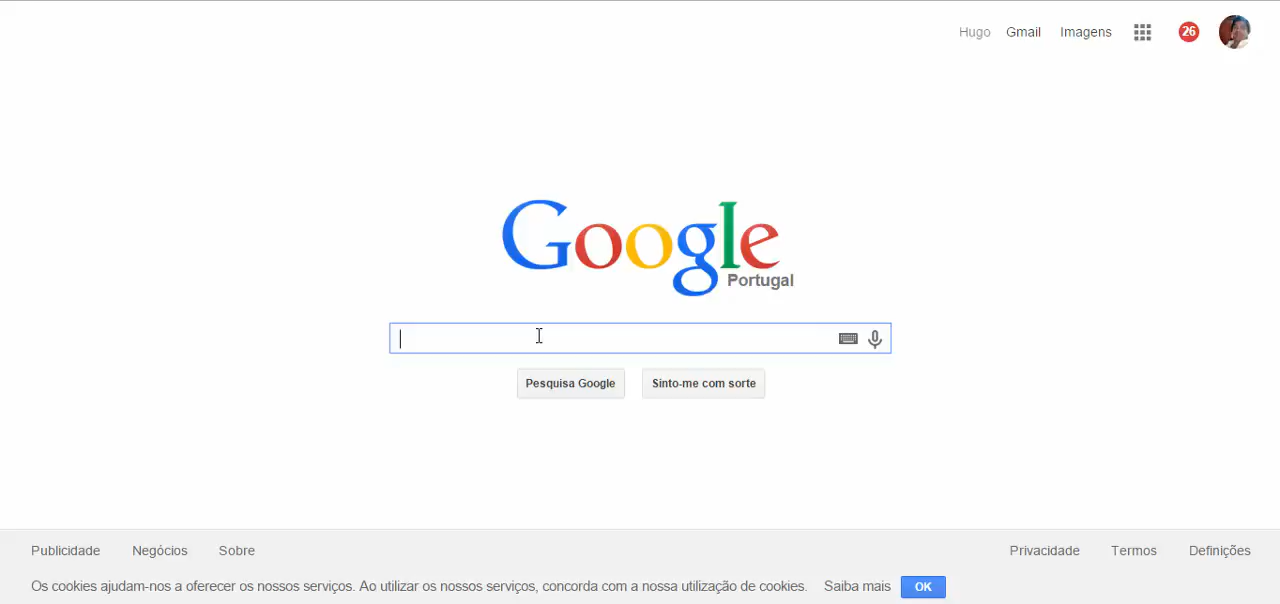 Hugo Gmail Imagens 26
Google
Portugal
Pesquisa Google Sinto-me com sorte
Publicidade Negócios Sobre Privacidade Termos Definições
Os cookies ajudam-nos a oferecer os nossos serviços. Ao utilizar os nossos serviços, concorda com a nossa utilização de cookies. Saiba mais OK